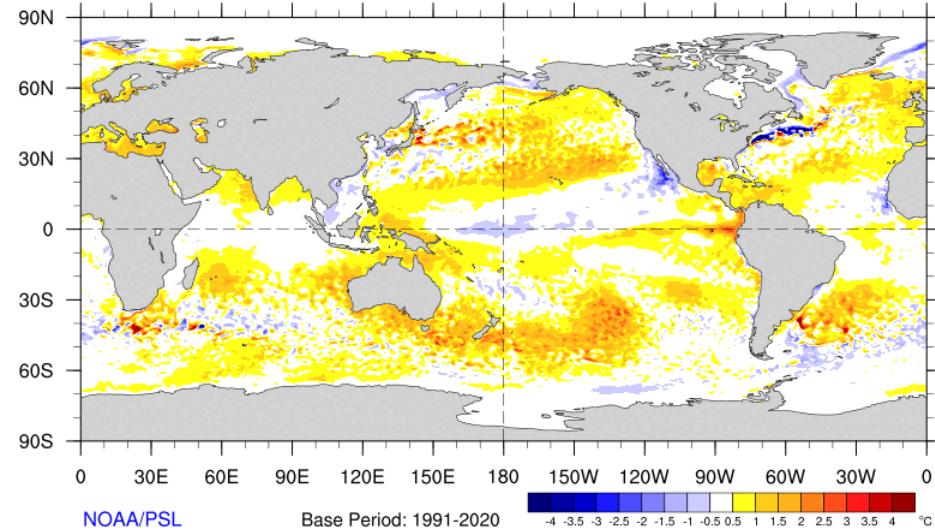 90N
60N
30N
0
30S
60S
90S
0 30E 60E 90E 120E 150E 180 150W 120W 90W 60W 30W 0
NOAA/PSL Base Period: 1991-2020
-4 -3.5 -3 -2.5 -2 -1.5 -1 -0.5 0.5 1 1.5 2 2.5 3 3.5 4 °C